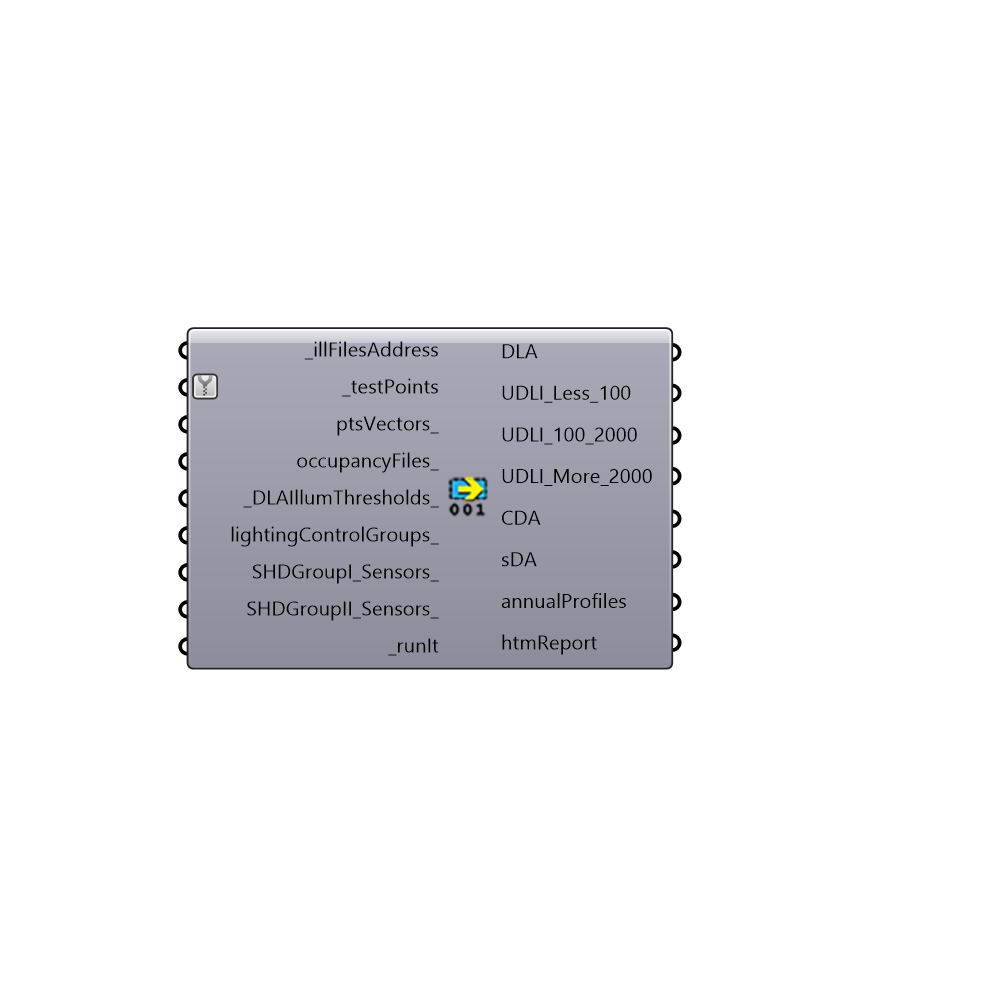 _illFilesAddress
_testPoints
ptsVectors_
occupancyFiles_
_DLAIllumThresholds_
lightingControlGroups_
SHDGroupI_Sensors_
SHDGroupII_Sensors_
_runIt
001
DLA
UDLI_Less_100
UDLI_100_2000
UDLI_More_2000
CDA
sDA
annualProfiles
htmReport